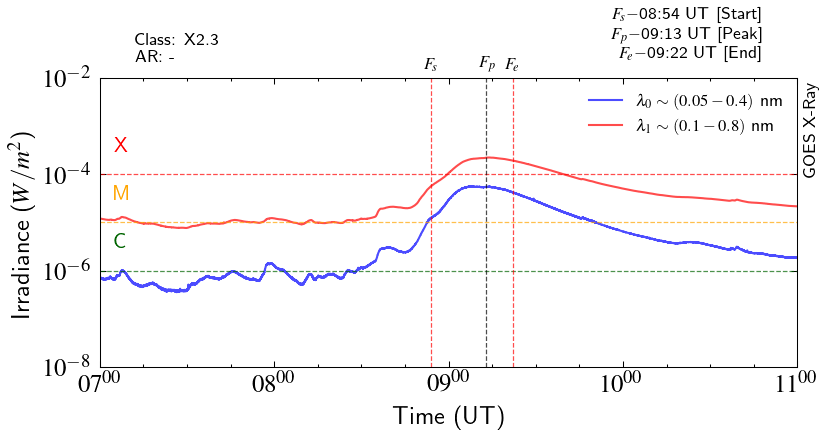 Class: X2.3
AR: -
Fs−08:54 UT [Start]
Fp−09:13 UT [Peak]
Fe−09:22 UT [End]
Fs Fp Fe
10⁻²
10⁻⁴
10⁻⁶
10⁻⁸
Irradiance (W/m²)
X
M
C
λ₀ ∼ (0.05 − 0.4) nm
λ₁ ∼ (0.1 − 0.8) nm
GOES X-Ray
07⁰⁰ 08⁰⁰ 09⁰⁰ 10⁰⁰ 11⁰⁰
Time (UT)